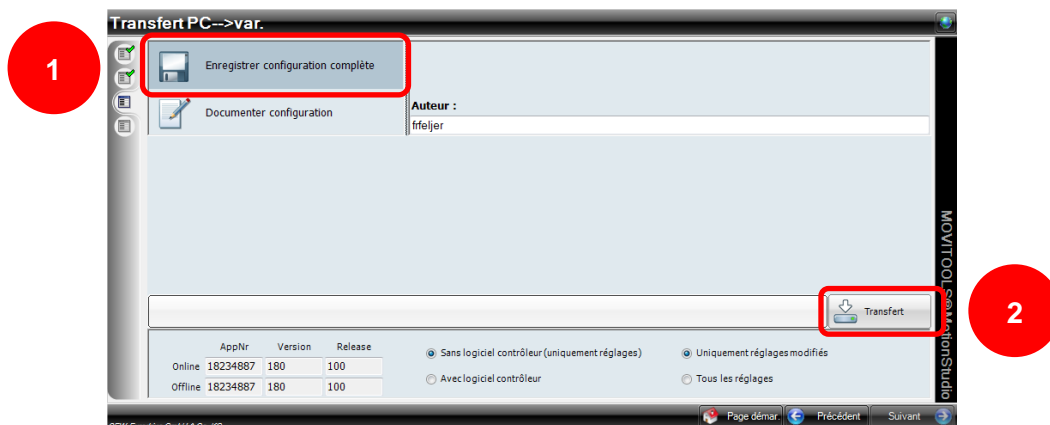 Transfert PC-->var.
1
Enregistrer configuration complète
Documenter configuration
Auteur :
frfeljer
MOVITOOLS®MotionStudio
Transfert
2
AppNr Version Release
Online 18234887 180 100
Offline 18234887 180 100
Sans logiciel contrôleur (uniquement réglages)
Uniquement réglages modifiés
Avec logiciel contrôleur
Tous les réglages
Page démar. Précédent Suivant